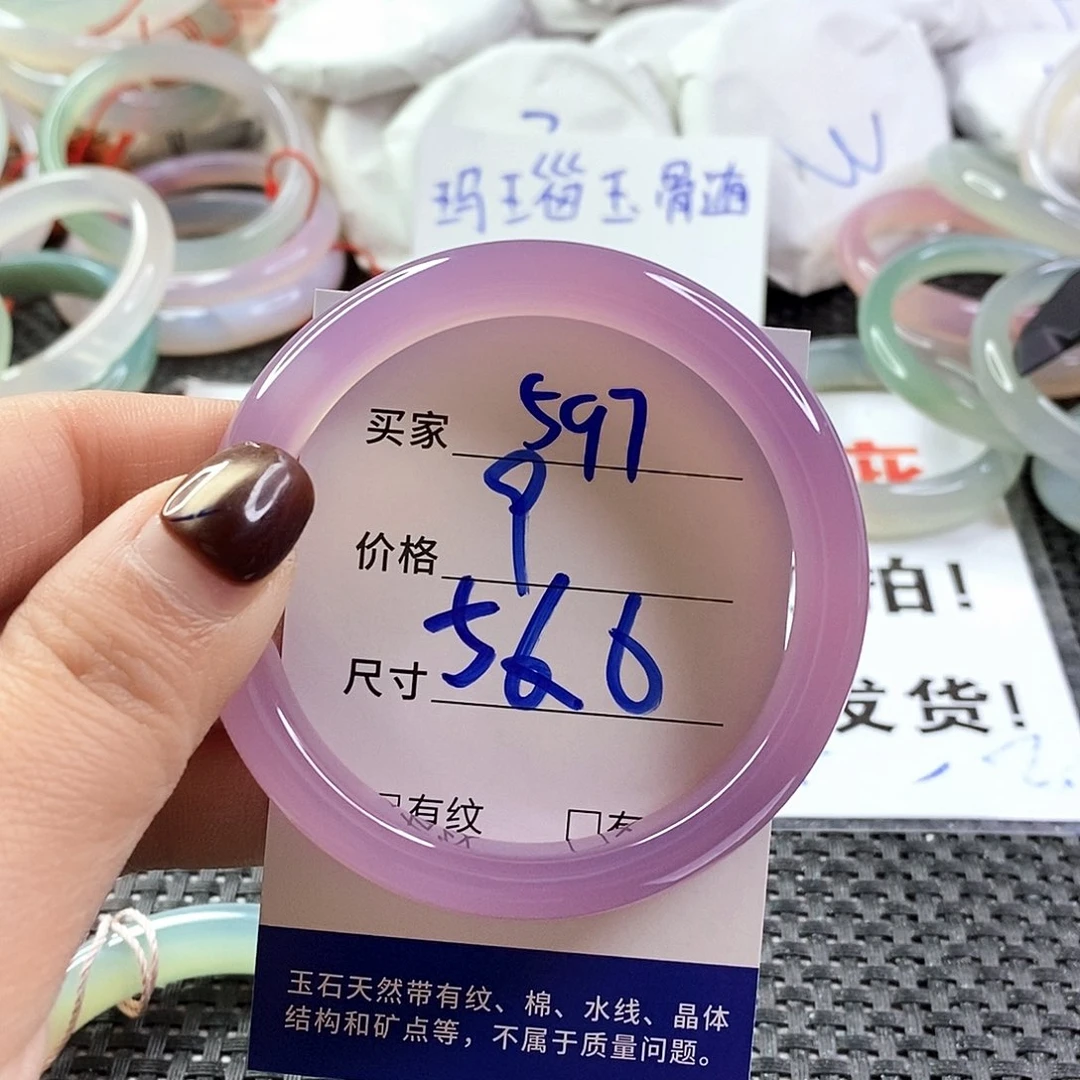 玛瑙玉骨髓
买家 597
价格 9
尺寸 566
有纹
玉石天然带有纹、棉、水线、晶体
结构和矿点等，不属于质量问题。
拍！
发货！